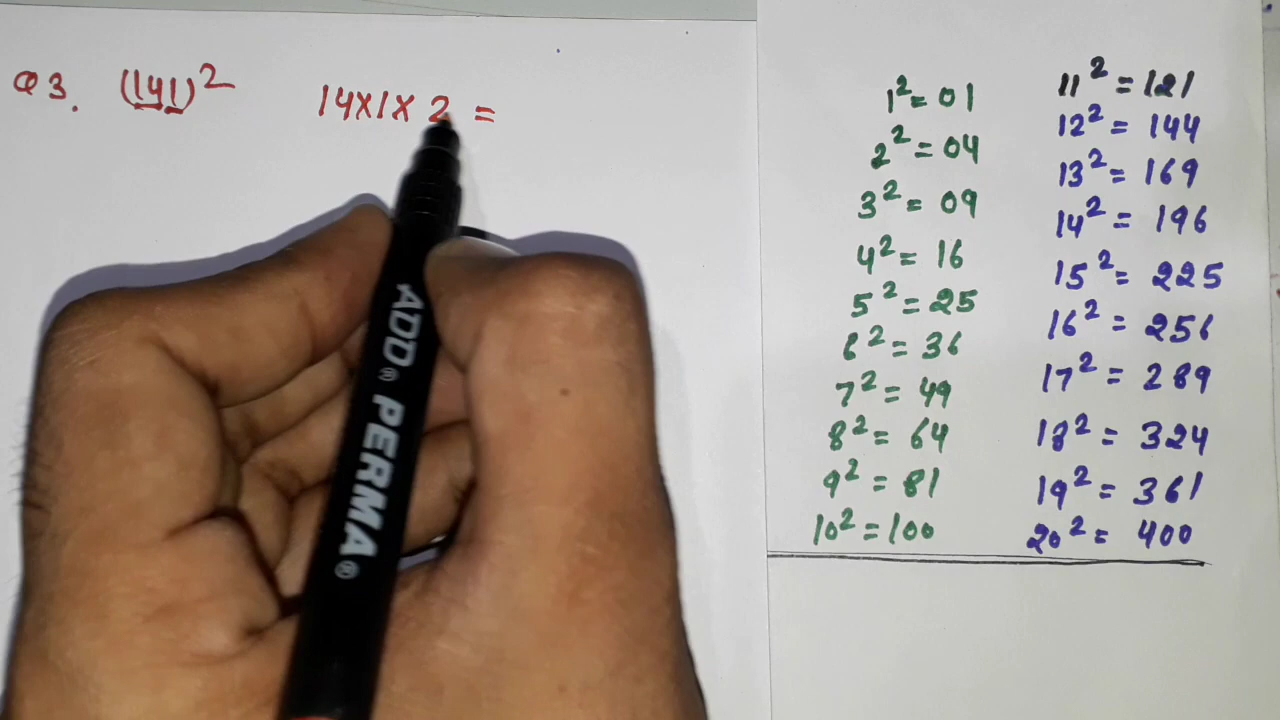 Q3. (141)² 14×1×2 =
1² = 01
2² = 04
3² = 09
4² = 16
5² = 25
6² = 36
7² = 49
8² = 64
9² = 81
10² = 100
11² = 121
12² = 144
13² = 169
14² = 196
15² = 225
16² = 256
17² = 289
18² = 324
19² = 361
20² = 400
ADD® PERMA®